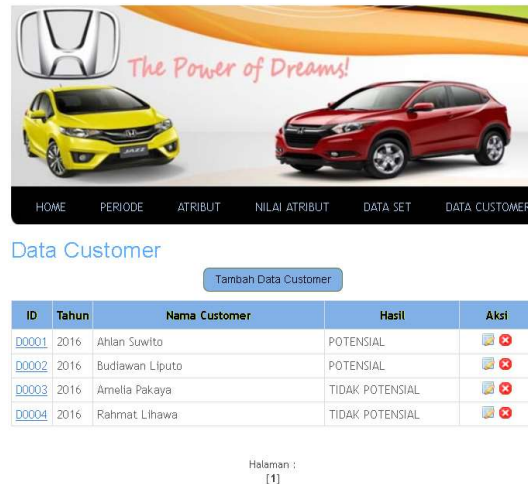 The Power of Dreams!
JAZZ
HOME PERIODE ATRIBUT NILAI ATRIBUT DATA SET DATA CUSTOMER
Data Customer
Tambah Data Customer
ID Tahun Nama Customer Hasil Aksi
D0001 2016 Ahlan Suwito POTENSIAL
D0002 2016 Budiawan Liputo POTENSIAL
D0003 2016 Amelia Pakaya TIDAK POTENSIAL
D0004 2016 Rahmat Lihawa TIDAK POTENSIAL
Halaman :
[1]